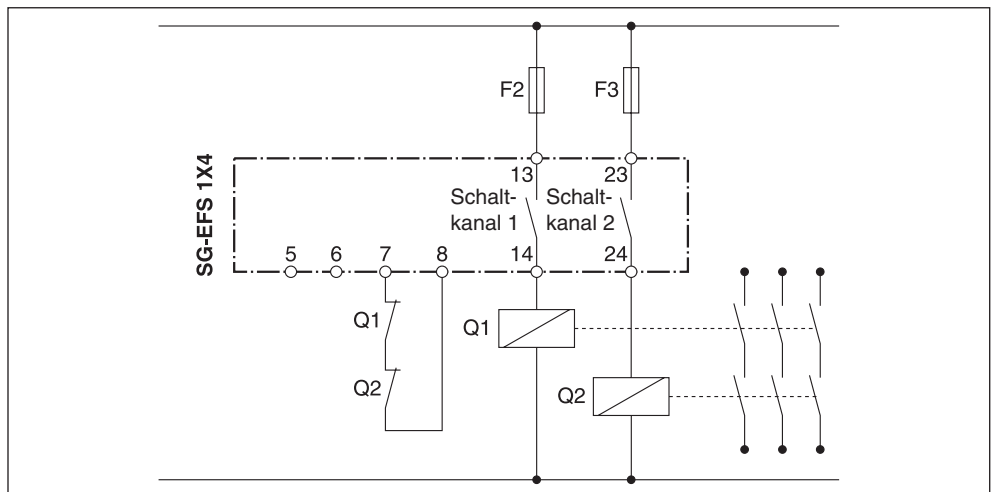 F2
F3
SG-EFS 1X4
13
23
Schalt-
kanal 1
Schalt-
kanal 2
5
6
7
8
14
24
Q1
Q1
Q2
Q2